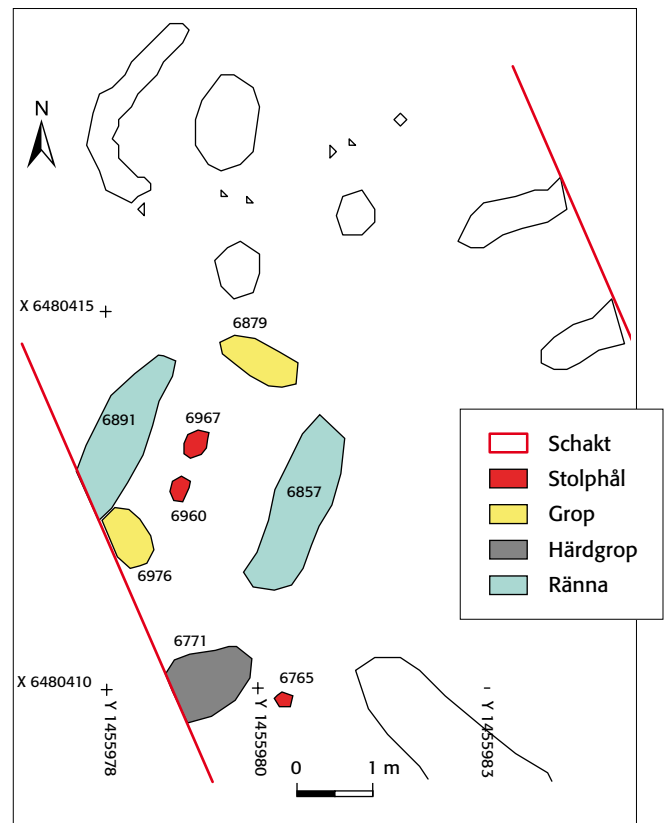 N
X 6480415
6879
6891
6967
6857
6960
6976
6771
6765
X 6480410
Y 1455978
Y 1455980
Y 1455983
0 1 m
Schakt
Stolphål
Grop
Härdgrop
Ränna